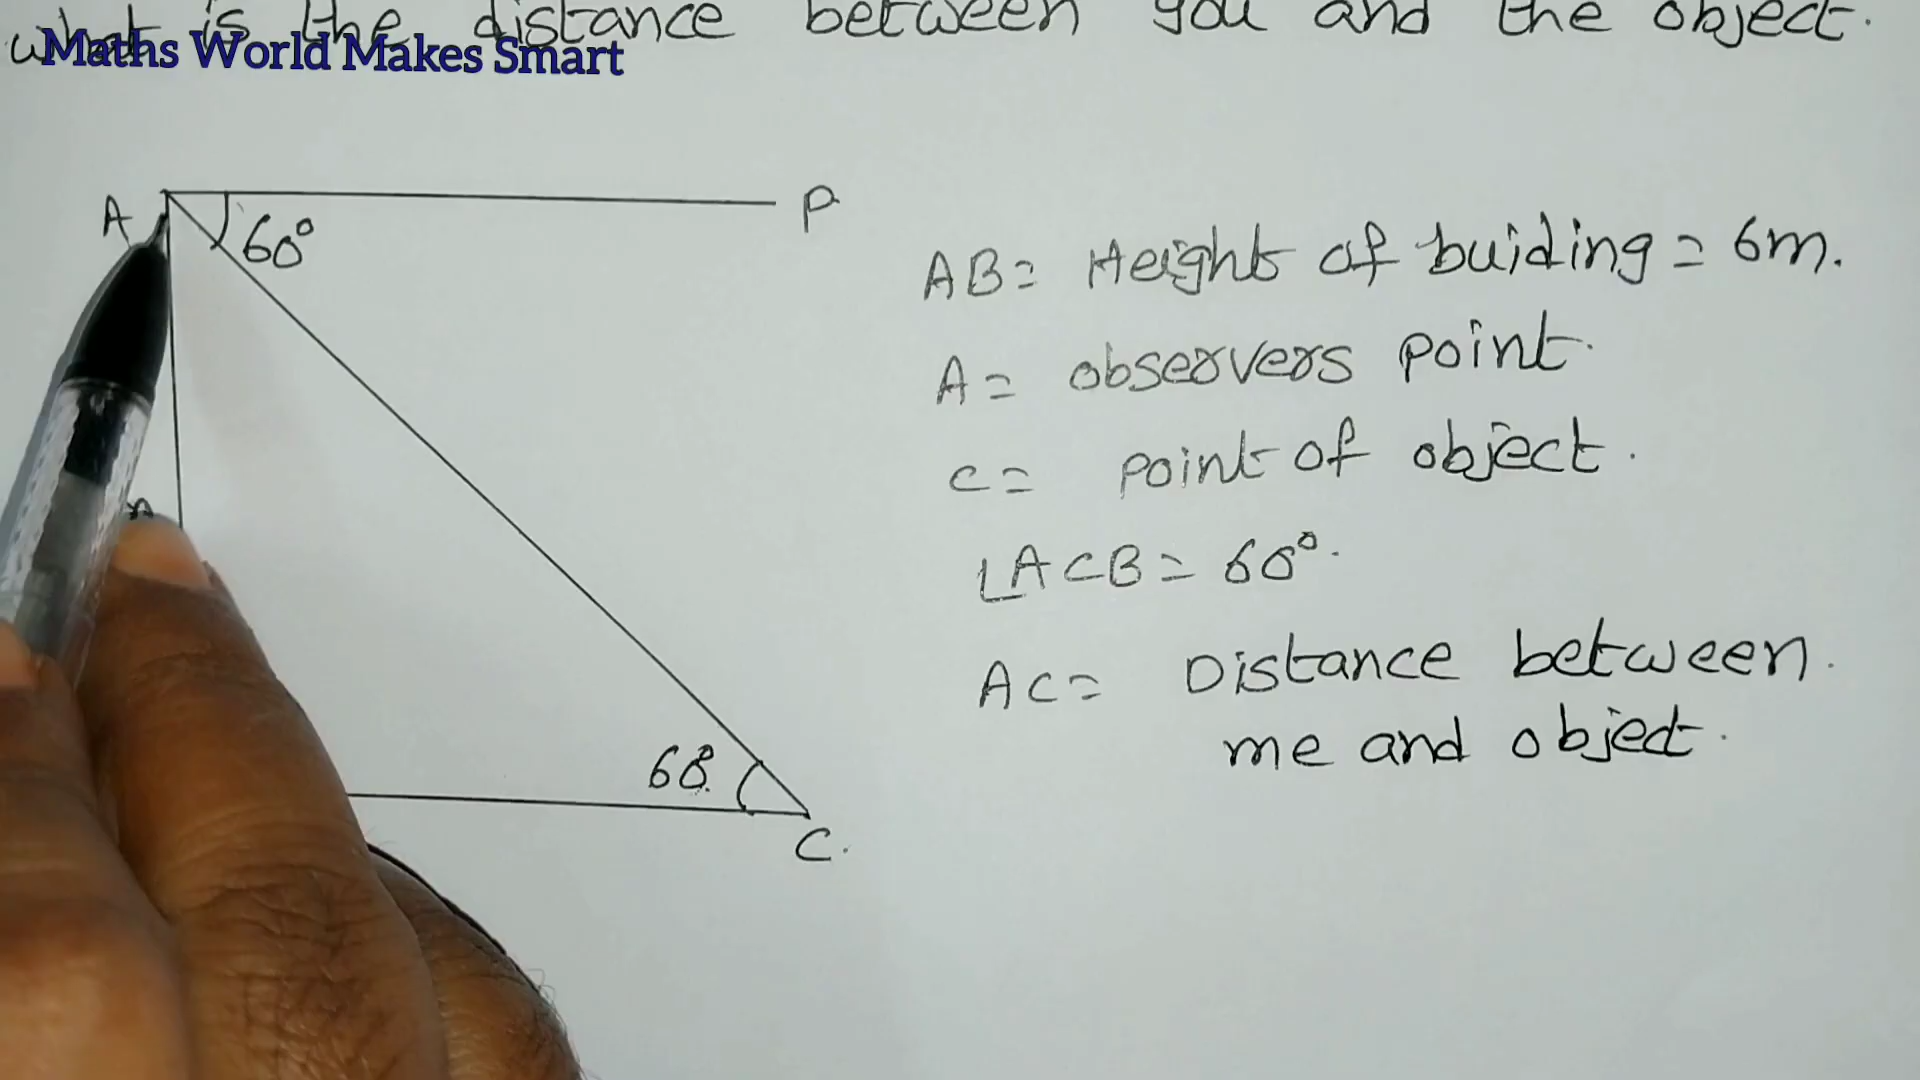 what is the distance between you and the object.
Maths World Makes Smart
A
P
60°
AB = Height of buiding = 6m.
A = observers point.
C = point of object.
∟ACB = 60°.
AC = Distance between
me and object.
60°
C.